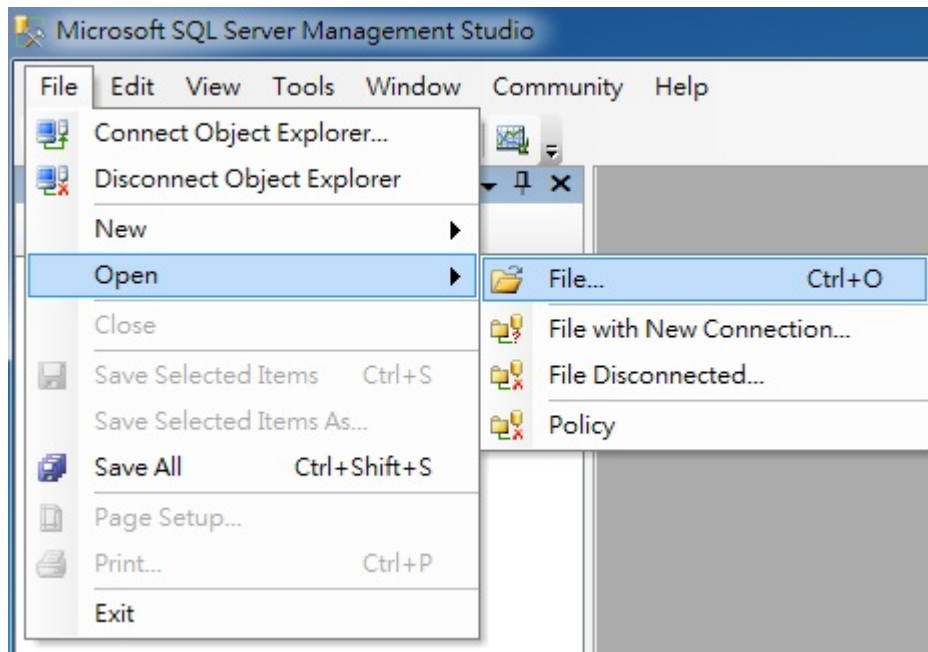 Microsoft SQL Server Management Studio
File Edit View Tools Window Community Help
Connect Object Explorer...
Disconnect Object Explorer
New
Open
File... Ctrl+O
Close
File with New Connection...
Save Selected Items Ctrl+S
File Disconnected...
Save Selected Items As...
Policy
Save All Ctrl+Shift+S
Page Setup...
Print... Ctrl+P
Exit